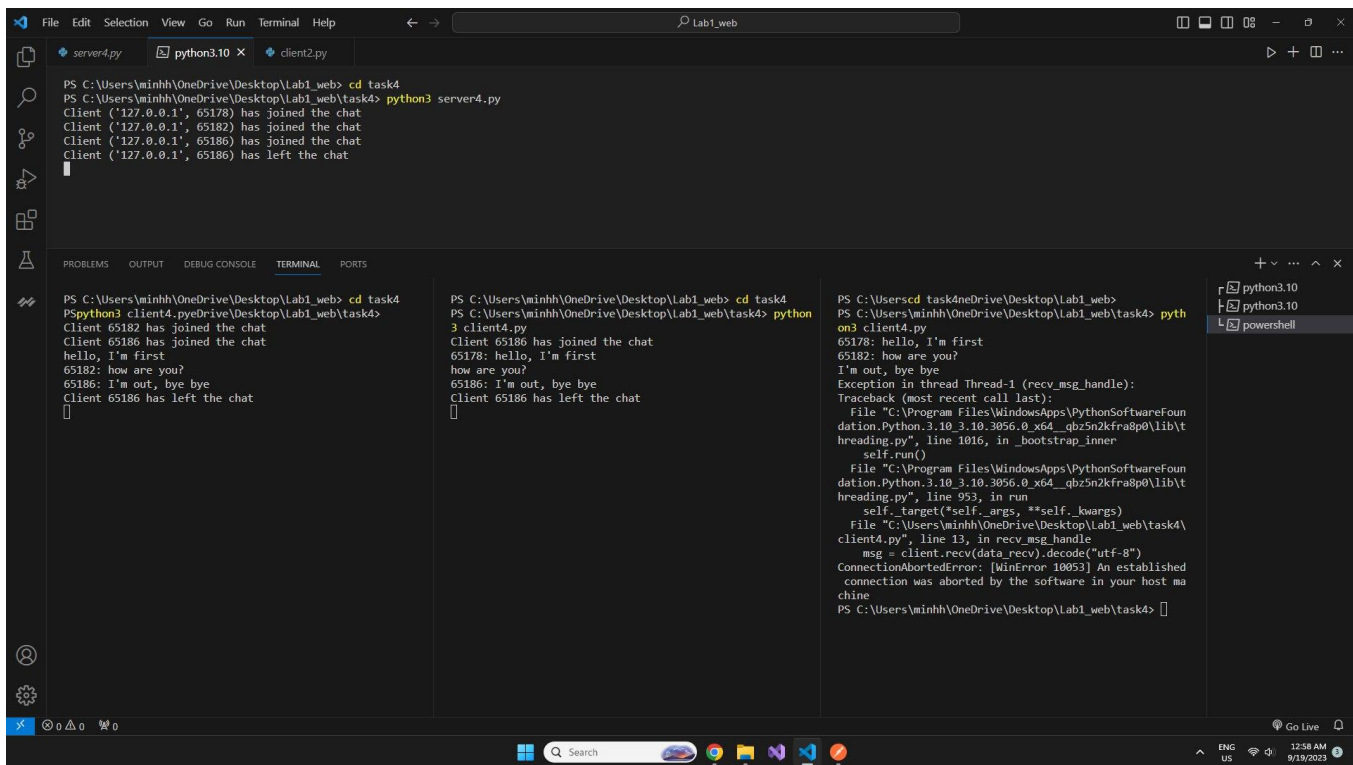 File Edit Selection View Go Run Terminal Help
Lab1_web
server4.py
python3.10
client2.py
PS C:\Users\minhh\OneDrive\Desktop\Lab1_web> cd task4
PS C:\Users\minhh\OneDrive\Desktop\Lab1_web\task4> python3 server4.py
Client ('127.0.0.1', 65178) has joined the chat
Client ('127.0.0.1', 65182) has joined the chat
Client ('127.0.0.1', 65186) has joined the chat
Client ('127.0.0.1', 65186) has left the chat
PROBLEMS OUTPUT DEBUG CONSOLE TERMINAL PORTS
PS C:\Users\minhh\OneDrive\Desktop\Lab1_web> cd task4
PSpython3 client4.pyeDrive\Desktop\Lab1_web\task4>
Client 65182 has joined the chat
Client 65186 has joined the chat
hello, I'm first
65182: how are you?
65186: I'm out, bye bye
Client 65186 has left the chat
PS C:\Users\minhh\OneDrive\Desktop\Lab1_web> cd task4
PS C:\Users\minhh\OneDrive\Desktop\Lab1_web\task4> python
3 client4.py
Client 65186 has joined the chat
65178: hello, I'm first
how are you?
65186: I'm out, bye bye
Client 65186 has left the chat
PS C:\Userscd task4neDrive\Desktop\Lab1_web>
PS C:\Users\minhh\OneDrive\Desktop\Lab1_web\task4> pyth
on3 client4.py
65178: hello, I'm first
65182: how are you?
I'm out, bye bye
Exception in thread Thread-1 (recv_msg_handle):
Traceback (most recent call last):
File "C:\Program Files\WindowsApps\PythonSoftwareFoun
dation.Python.3.10_3.10.3056.0_x64__qbz5n2kfra8p0\lib\t
hreading.py", line 1016, in _bootstrap_inner
self.run()
File "C:\Program Files\WindowsApps\PythonSoftwareFoun
dation.Python.3.10_3.10.3056.0_x64__qbz5n2kfra8p0\lib\t
hreading.py", line 953, in run
self._target(*self._args, **self._kwargs)
File "C:\Users\minhh\OneDrive\Desktop\Lab1_web\task4\
client4.py", line 13, in recv_msg_handle
msg = client.recv(data_recv).decode("utf-8")
ConnectionAbortedError: [WinError 10053] An established
connection was aborted by the software in your host ma
chine
PS C:\Users\minhh\OneDrive\Desktop\Lab1_web\task4>
python3.10
python3.10
powershell
0 0 0
Go Live
Search
ENG
US
12:58 AM
9/19/2023
3